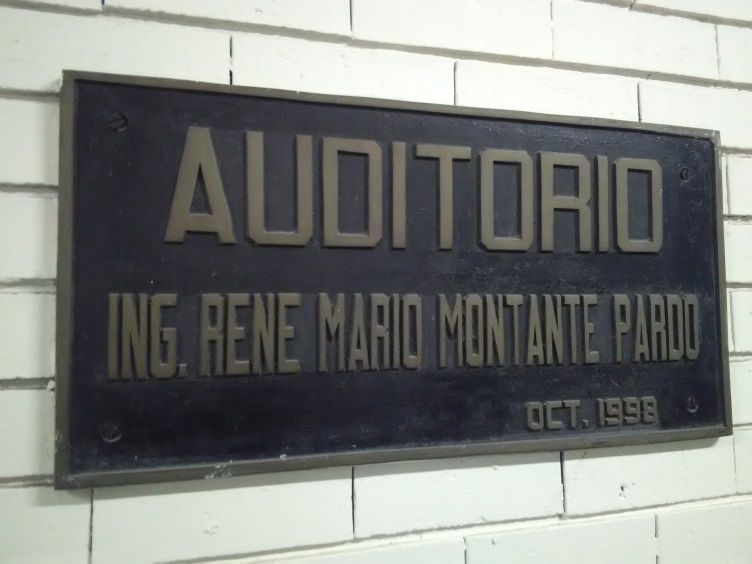 AUDITORIO
ING. RENE MARIO MONTANTE PARDO
OCT. 1998